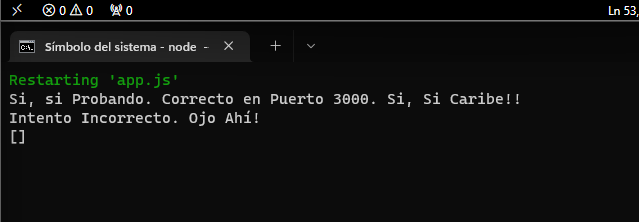 0 0 0 Ln 53,
Símbolo del sistema - node -
Restarting 'app.js'
Si, si Probando. Correcto en Puerto 3000. Si, Si Caribe!!
Intento Incorrecto. Ojo Ahí!
[]